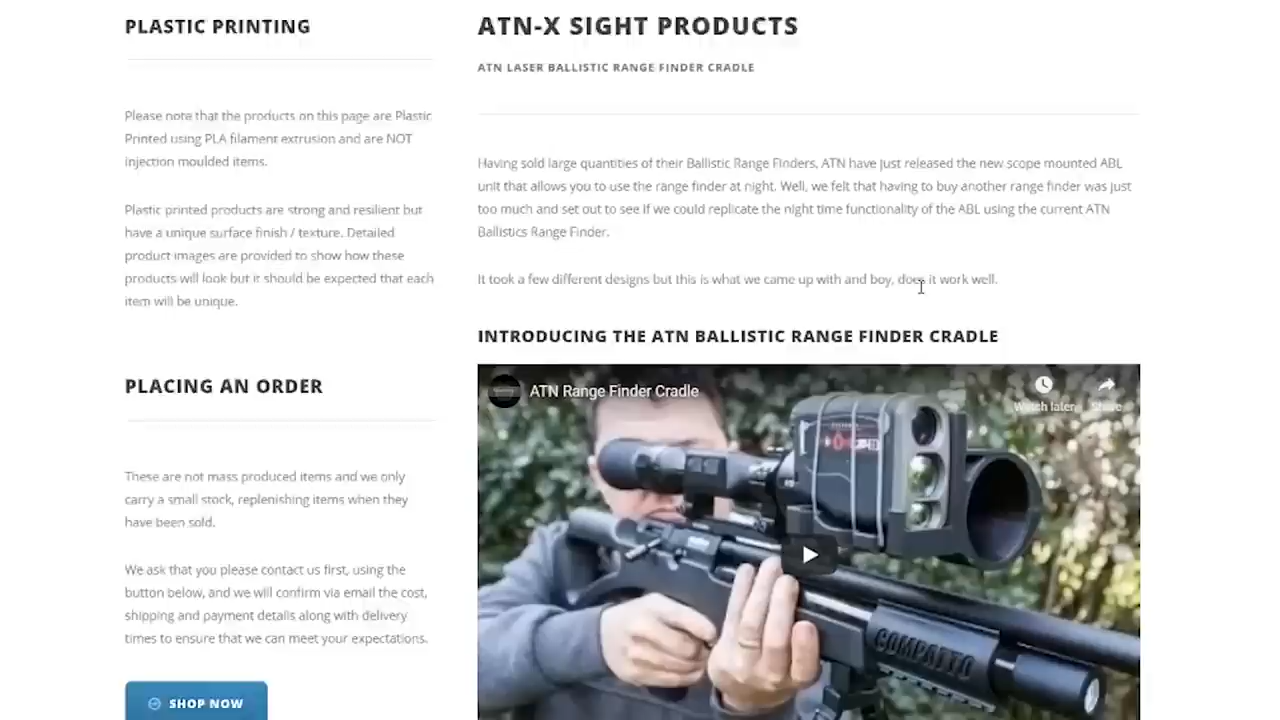 PLASTIC PRINTING
Please note that the products on this page are Plastic
Printed using PLA filament extrusion and are NOT
injection moulded items.
Plastic printed products are strong and resilient but
have a unique surface finish / texture. Detailed
product images are provided to show how these
products will look but it should be expected that each
item will be unique.
PLACING AN ORDER
These are not mass produced items and we only
carry a small stock, replenishing items when they
have been sold.
We ask that you please contact us first, using the
button below, and we will confirm via email the cost,
shipping and payment details along with delivery
times to ensure that we can meet your expectations.
SHOP NOW
ATN-X SIGHT PRODUCTS
ATN LASER BALLISTIC RANGE FINDER CRADLE
Having sold large quantities of their Ballistic Range Finders, ATN have just released the new scope mounted ABL
unit that allows you to use the range finder at night. Well, we felt that having to buy another range finder was just
too much and set out to see if we could replicate the night time functionality of the ABL using the current ATN
Ballistics Range Finder.
It took a few different designs but this is what we came up with and boy, does it work well.
INTRODUCING THE ATN BALLISTIC RANGE FINDER CRADLE
ATN Range Finder Cradle
Watch later
Share
COMPATTO